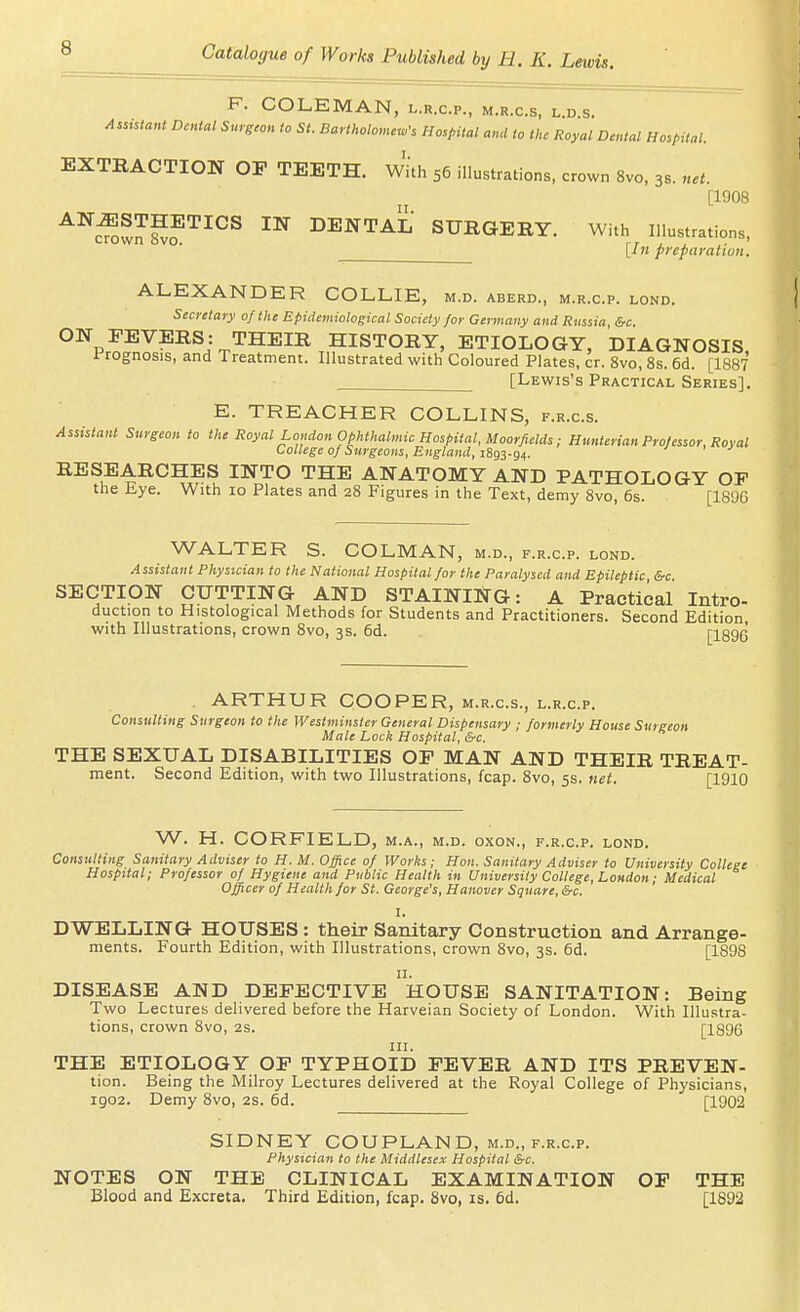 8
Catalogue of Works Published by H. K. Lewis.
F. COLEMAN, L.R.C.P., M.R.C.S, L.D.S.
Assistant Dental Surgeon to St. Bartholomew's Hospital and to the Royal Dental Hospital.
I.
EXTRACTION OF TEETH. With 56 illustrations, crown 8vo, 3s. net.
[1908
II.
ANÆSTHETICS IN DENTAL SURGERY. With Illustrations,
crown 8vo.
[In preparation.
ALEXANDER COLLIE, M.D. ABERD., M.R.C.P. LOND.
Secretary of the Epidemiological Society for Germany and Russia, &c.
ON FEVERS: THEIR HISTORY, ETIOLOGY, DIAGNOSIS,
Prognosis, and Treatment. Illustrated with Coloured Plates, cr. 8vo, 8s. 6d. [1887
[LEWIS'S PRACTICAL SERIES].
E. TREACHER COLLINS, F.R.C.S.
Assistant Surgeon to the Royal London Ophthalmic Hospital, Moorfields; Hunterian Professor, Royal
College of Surgeons, England, 1893-94.
RESEARCHES INTO THE ANATOMY AND PATHOLOGY OF
the Eye. With 10 Plates and 28 Figures in the Text, demy 8vo, 6s. [1896
WALTER S. COLMAN, M.D., F.R.C.P. LOND.
Assistant Physician to the National Hospital for the Paralysed and Epileptic, &c.
SECTION CUTTING AND STAINING: A Practical Intro-
duction to Histological Methods for Students and Practitioners. Second Edition,
with Illustrations, crown 8vo, 3s. 6d. [1896
ARTHUR COOPER, M.R.C.S., L.R.C.P.
Consulting Surgeon to the Westminster General Dispensary ; formerly House Surgeon
Male Lock Hospital, &c.
THE SEXUAL DISABILITIES OF MAN AND THEIR TREAT-
ment. Second Edition, with two Illustrations, fcap. 8vo, 5s. net. [1910
W. H. CORFIELD, M.A., M.D. OXON., F.R.C.P. LOND.
Consulting Sanitary Adviser to H. M. Office of Works; Hon. Sanitary Adviser to University College
Hospital; Professor of Hygiene and Public Health in University College, London; Medical
Officer of Health for St. George's, Hanover Square, &c.
I.
DWELLING HOUSES: their Sanitary Construction and Arrange-
ments. Fourth Edition, with Illustrations, crown 8vo, 3s. 6d. [1898
II.
DISEASE AND DEFECTIVE HOUSE SANITATION: Being
Two Lectures delivered before the Harveian Society of London. With Illustra-
tions, crown 8vo, 2s. [1896
III.
THE ETIOLOGY OF TYPHOID FEVER AND ITS PREVEN-
tion. Being the Milroy Lectures delivered at the Royal College of Physicians,
1902. Demy 8vo, 2s. 6d. [1902
SIDNEY COUPLAND, M.D., F.R.C.P.
Physician to the Middlesex Hospital &c.
NOTES ON THE CLINICAL EXAMINATION OF THE
Blood and Excreta. Third Edition, fcap. 8vo, 1s. 6d. [1892